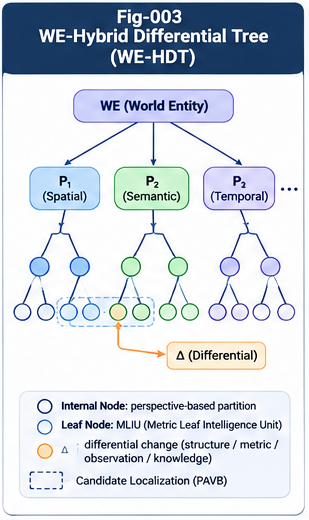 Fig-003
WE-Hybrid Differential Tree
(WE-HDT)
WE (World Entity)
P₁
(Spatial)
P₂
(Semantic)
P₂
(Temporal)
...
Δ (Differential)
Internal Node: perspective-based partition
Leaf Node: MLIU (Metric Leaf Intelligence Unit)
Δ : differential change (structure / metric /
observation / knowledge)
Candidate Localization (PAVB)